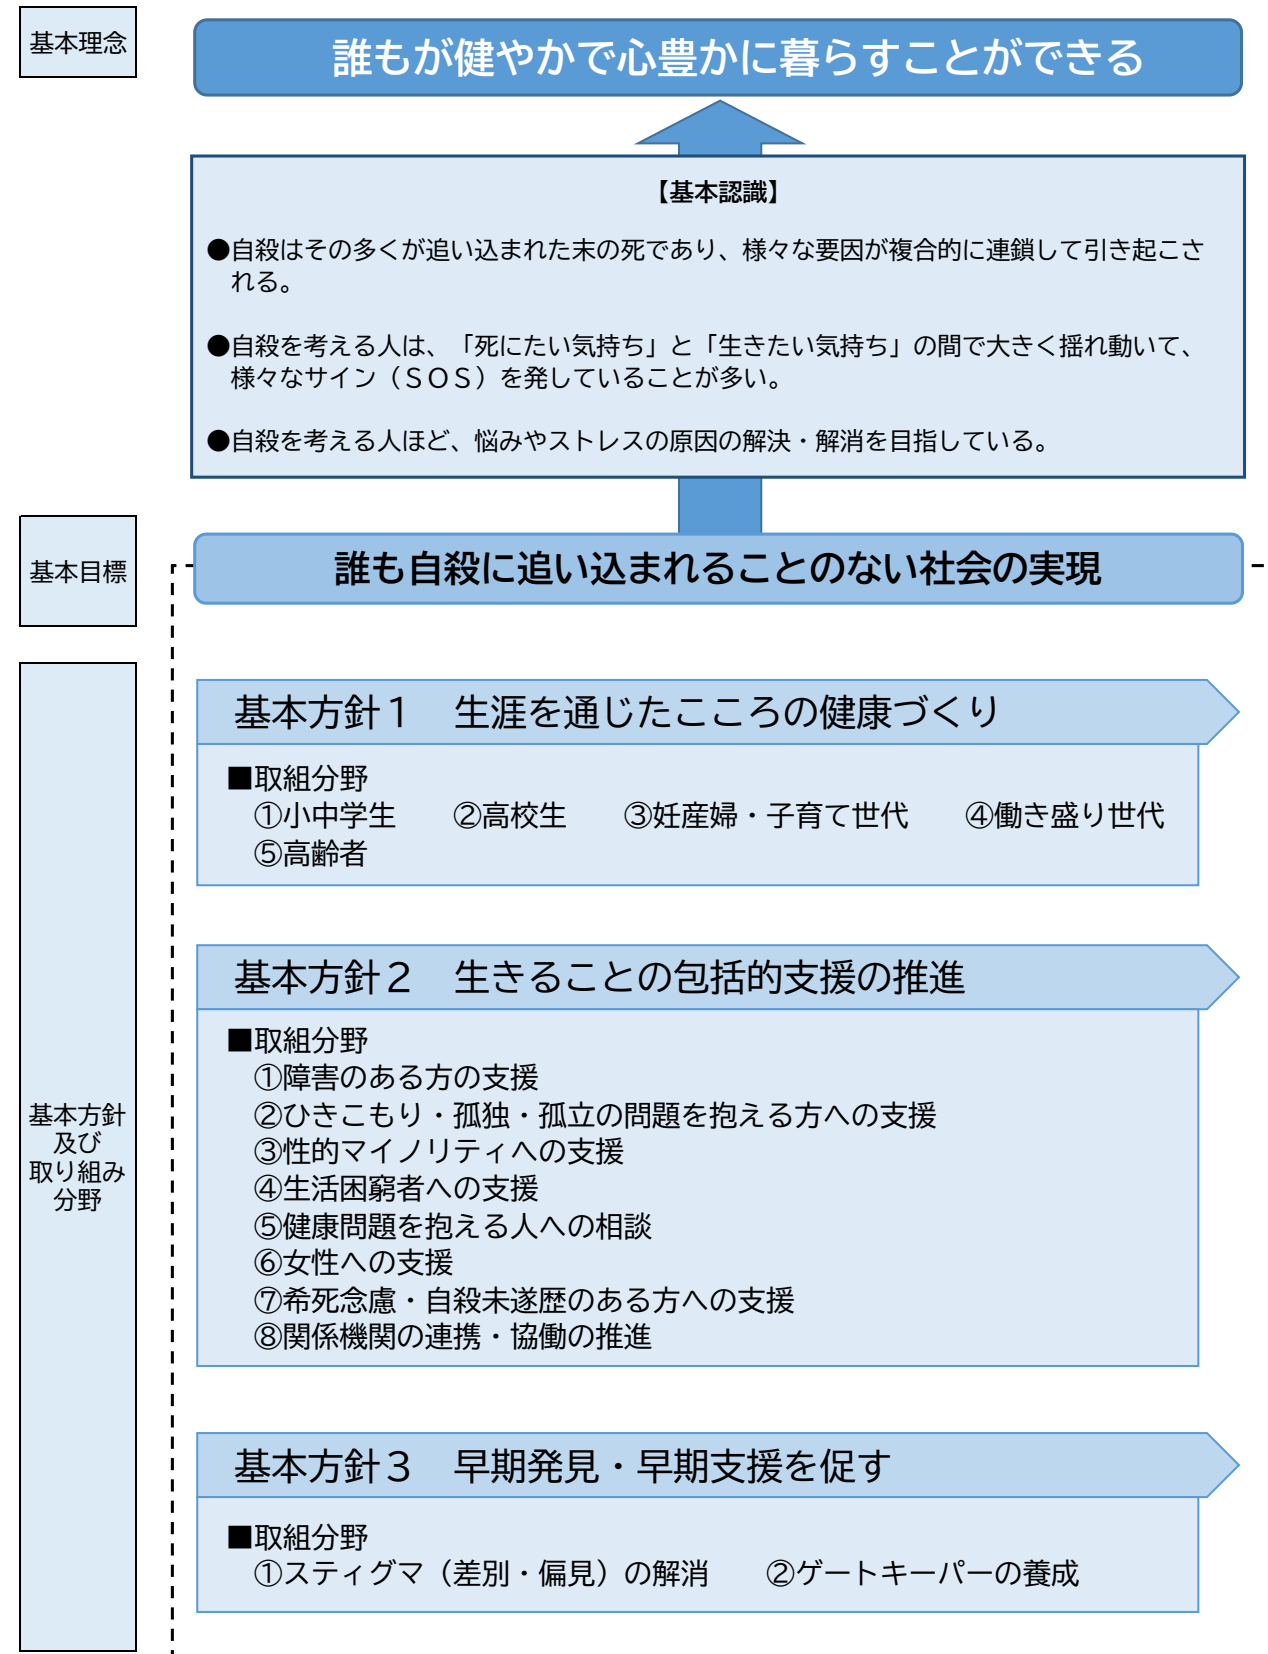 基本理念
誰もが健やかで心豊かに暮らすことができる
【基本認識】
●自殺はその多くが追い込まれた末の死であり、様々な要因が複合的に連鎖して引き起こさ
れる。
●自殺を考える人は、「死にたい気持ち」と「生きたい気持ち」の間で大きく揺れ動いて、
様々なサイン（ＳＯＳ）を発していることが多い。
●自殺を考える人ほど、悩みやストレスの原因の解決・解消を目指している。
基本目標
誰も自殺に追い込まれることのない社会の実現
基本方針
及び
取り組み
分野
基本方針１　生涯を通じたこころの健康づくり
■取組分野
①小中学生　　②高校生　　③妊産婦・子育て世代　　④働き盛り世代
⑤高齢者
基本方針２　生きることの包括的支援の推進
■取組分野
①障害のある方の支援
②ひきこもり・孤独・孤立の問題を抱える方への支援
③性的マイノリティへの支援
④生活困窮者への支援
⑤健康問題を抱える人への相談
⑥女性への支援
⑦希死念慮・自殺未遂歴のある方への支援
⑧関係機関の連携・協働の推進
基本方針３　早期発見・早期支援を促す
■取組分野
①スティグマ（差別・偏見）の解消　　②ゲートキーパーの養成